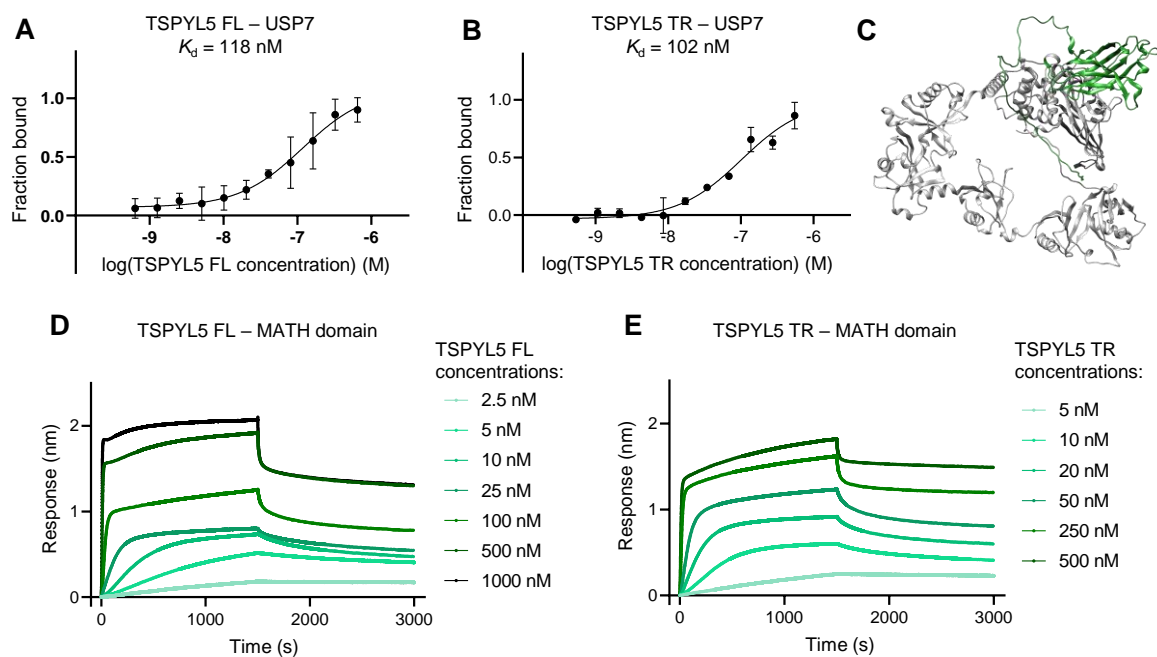 A
TSPYL5 FL – USP7
Kd = 118 nM
Fraction bound
1.0
0.5
0.0
-9
-8
-7
-6
log(TSPYL5 FL concentration) (M)
B
TSPYL5 TR – USP7
Kd = 102 nM
Fraction bound
1.0
0.5
0.0
-9
-8
-7
-6
log(TSPYL5 TR concentration) (M)
C
D
TSPYL5 FL – MATH domain
Response (nm)
2
1
0
0
1000
2000
3000
Time (s)
TSPYL5 FL
concentrations:
2.5 nM
5 nM
10 nM
25 nM
100 nM
500 nM
1000 nM
E
TSPYL5 TR – MATH domain
Response (nm)
2
1
0
0
1000
2000
3000
Time (s)
TSPYL5 TR
concentrations:
5 nM
10 nM
20 nM
50 nM
250 nM
500 nM